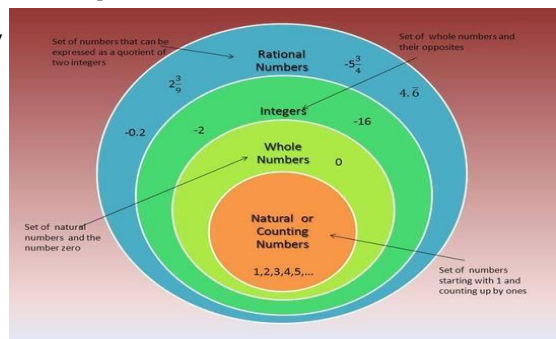 Set of numbers that can be
expressed as a quotient of
two integers
Set of whole numbers and
their opposites
Rational
Numbers
2 3/9
-5 3/4
4.6̅
-0.2
Integers
-2
-16
Whole
Numbers
0
Natural or
Counting
Numbers
1,2,3,4,5,...
Set of natural
numbers and the
number zero
Set of numbers
starting with 1 and
counting up by ones